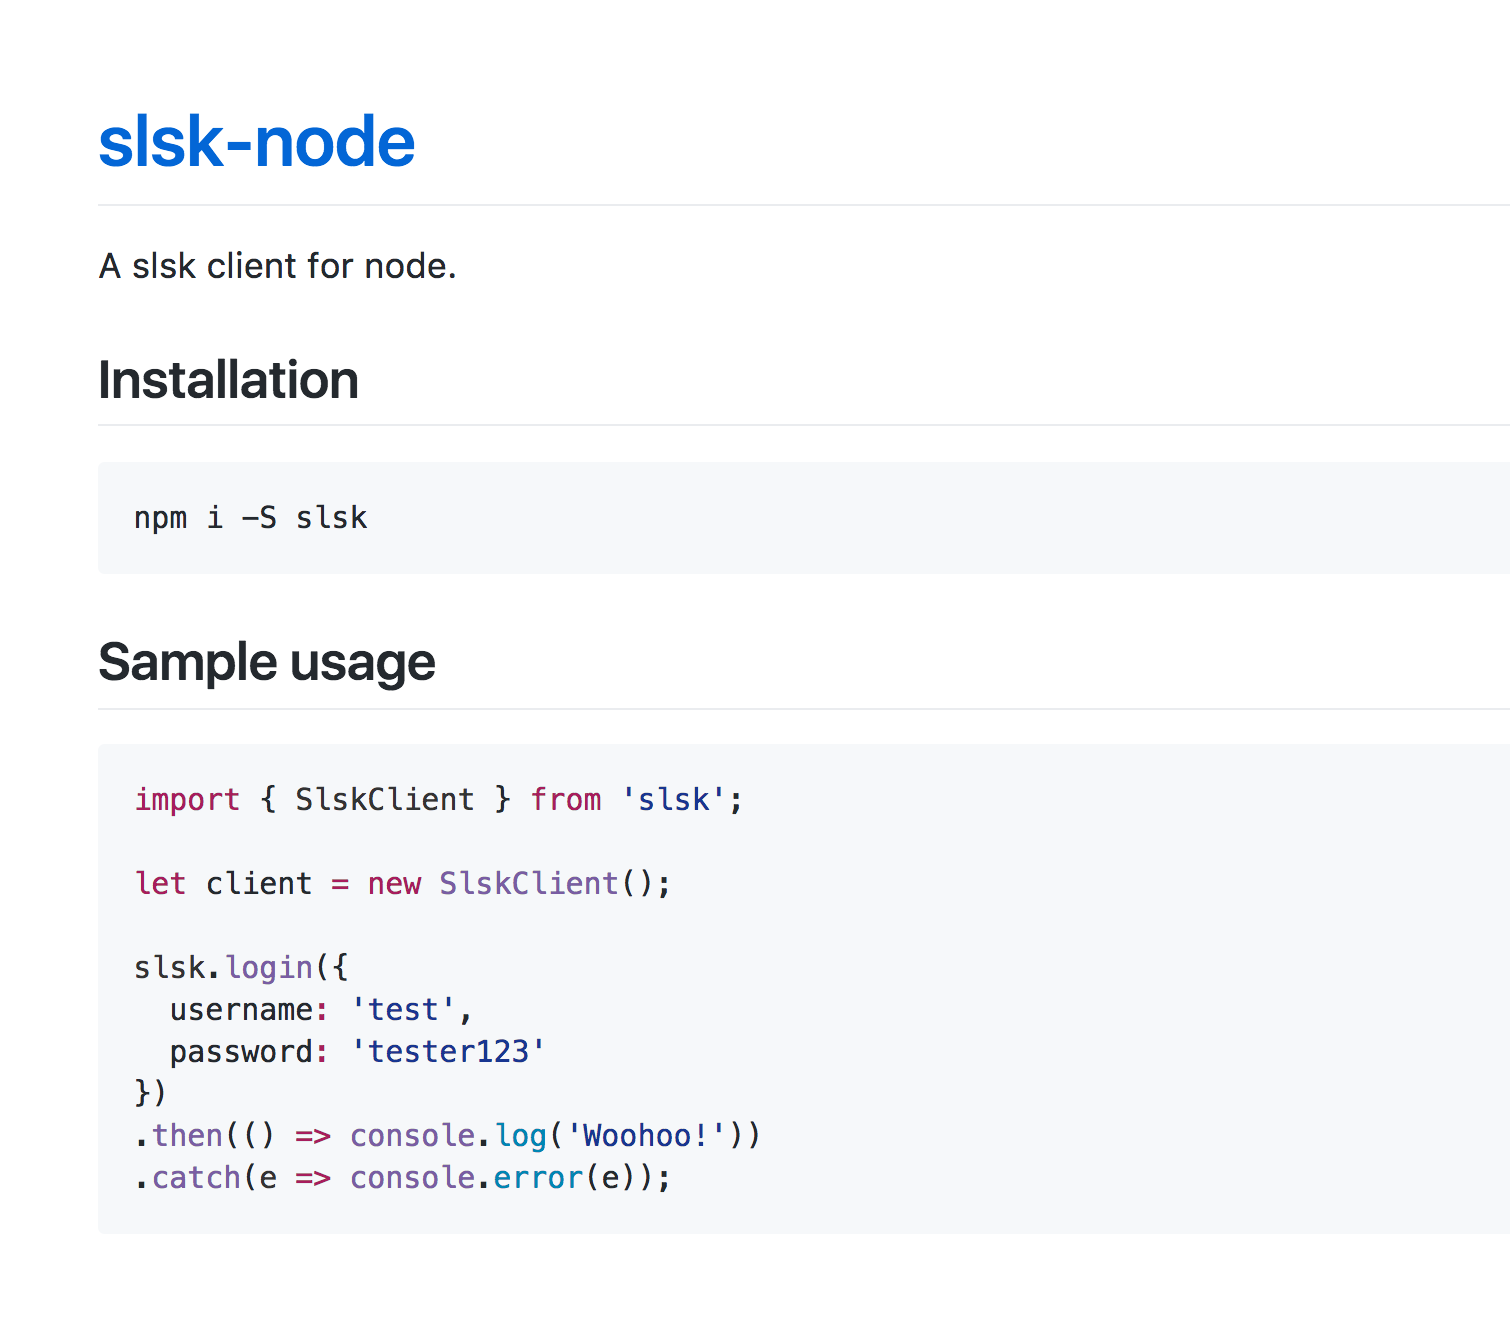 slsk-node
A slsk client for node.
Installation
npm i -S slsk
Sample usage
import { SlskClient } from 'slsk';
let client = new SlskClient();
slsk.login({
  username: 'test',
  password: 'tester123'
})
.then(() => console.log('Woohoo!'))
.catch(e => console.error(e));